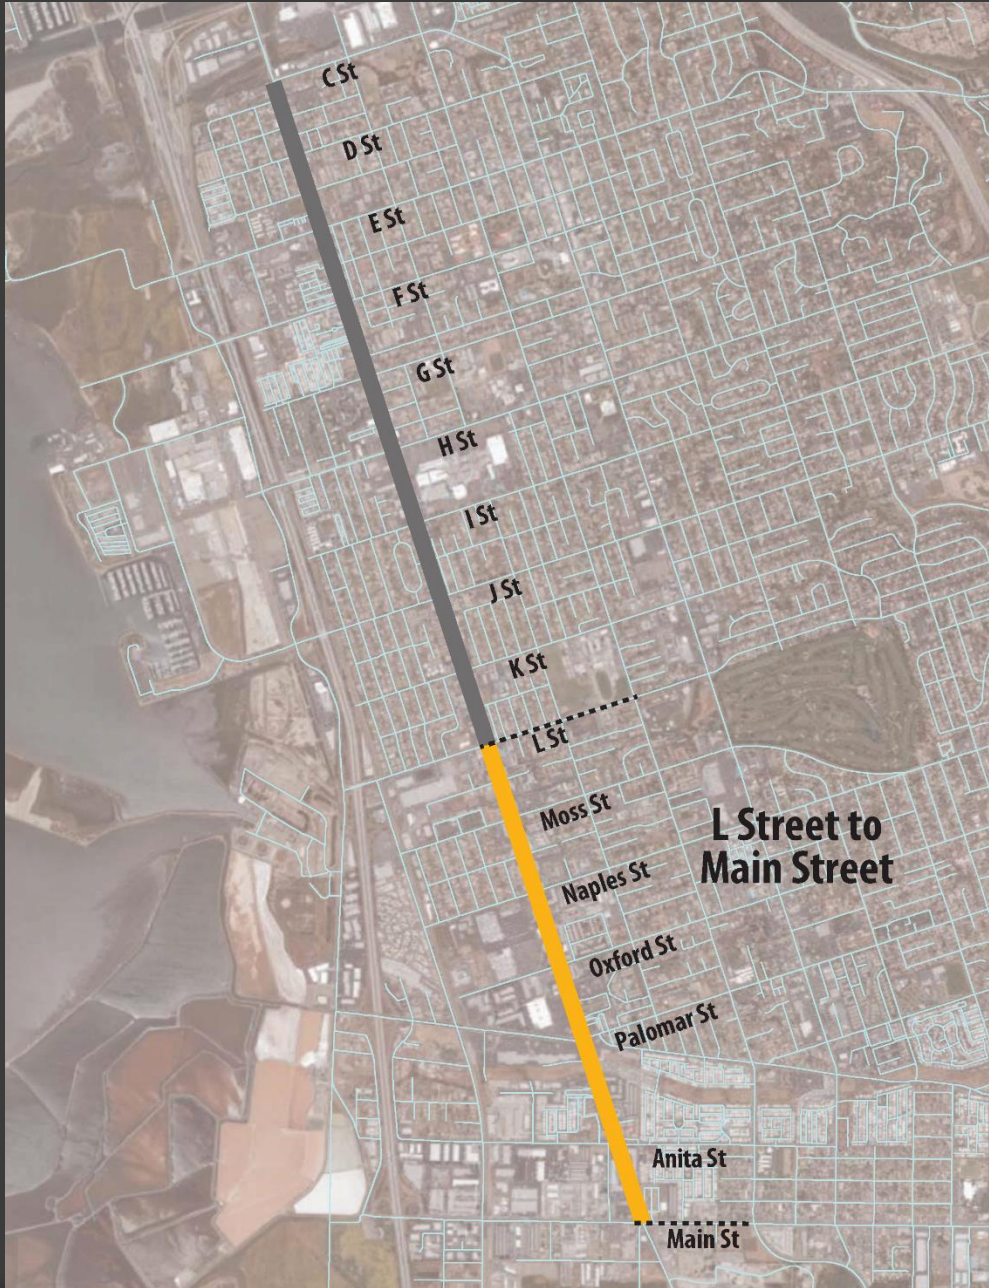 C St
D St
E St
F St
G St
H St
I St
J St
K St
L St
Moss St
L Street to
Main Street
Naples St
Oxford St
Palomar St
Anita St
Main St